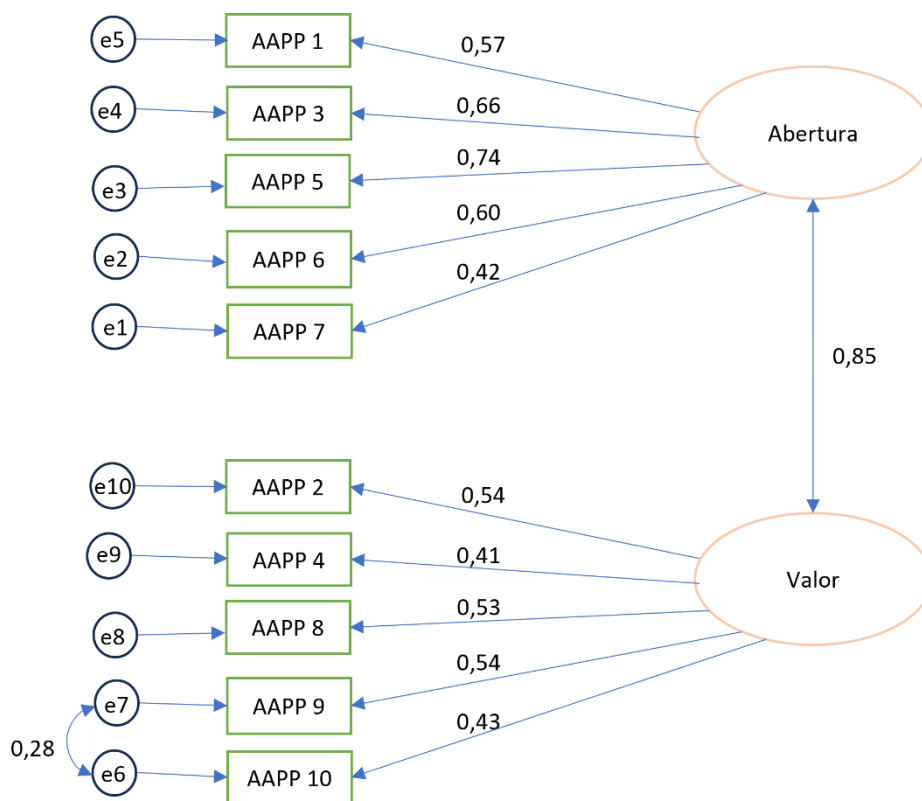 e5
AAPP 1
0,57
e4
AAPP 3
0,66
Abertura
e3
AAPP 5
0,74
e2
AAPP 6
0,60
e1
AAPP 7
0,42
0,85
e10
AAPP 2
0,54
e9
AAPP 4
0,41
Valor
e8
AAPP 8
0,53
e7
AAPP 9
0,54
0,28
e6
AAPP 10
0,43